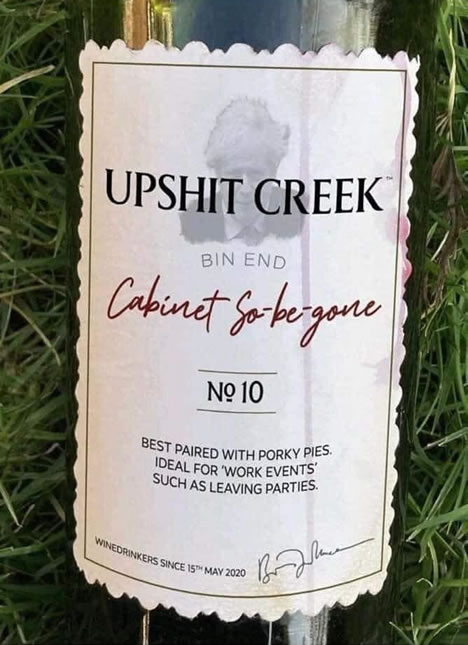 UPSHIT CREEK™
BIN END
Cabinet So-be-gone
Nº 10
BEST PAIRED WITH PORKY PIES.
IDEAL FOR ‘WORK EVENTS’
SUCH AS LEAVING PARTIES.
WINEDRINKERS SINCE 15TH MAY 2020